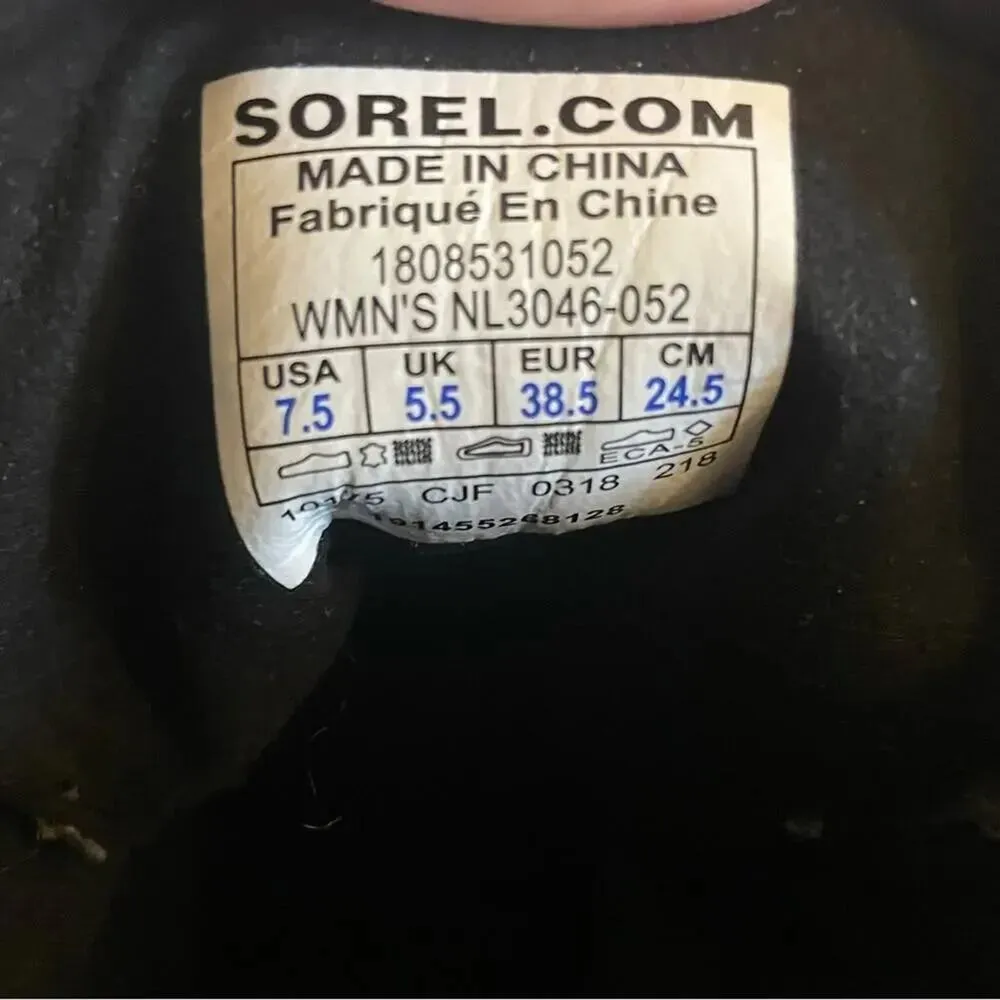 SOREL.COM
MADE IN CHINA
Fabriqué En Chine
1808531052
WMN'S NL3046-052
USA UK EUR CM
7.5 5.5 38.5 24.5
ECA-5
CJF 0318 218